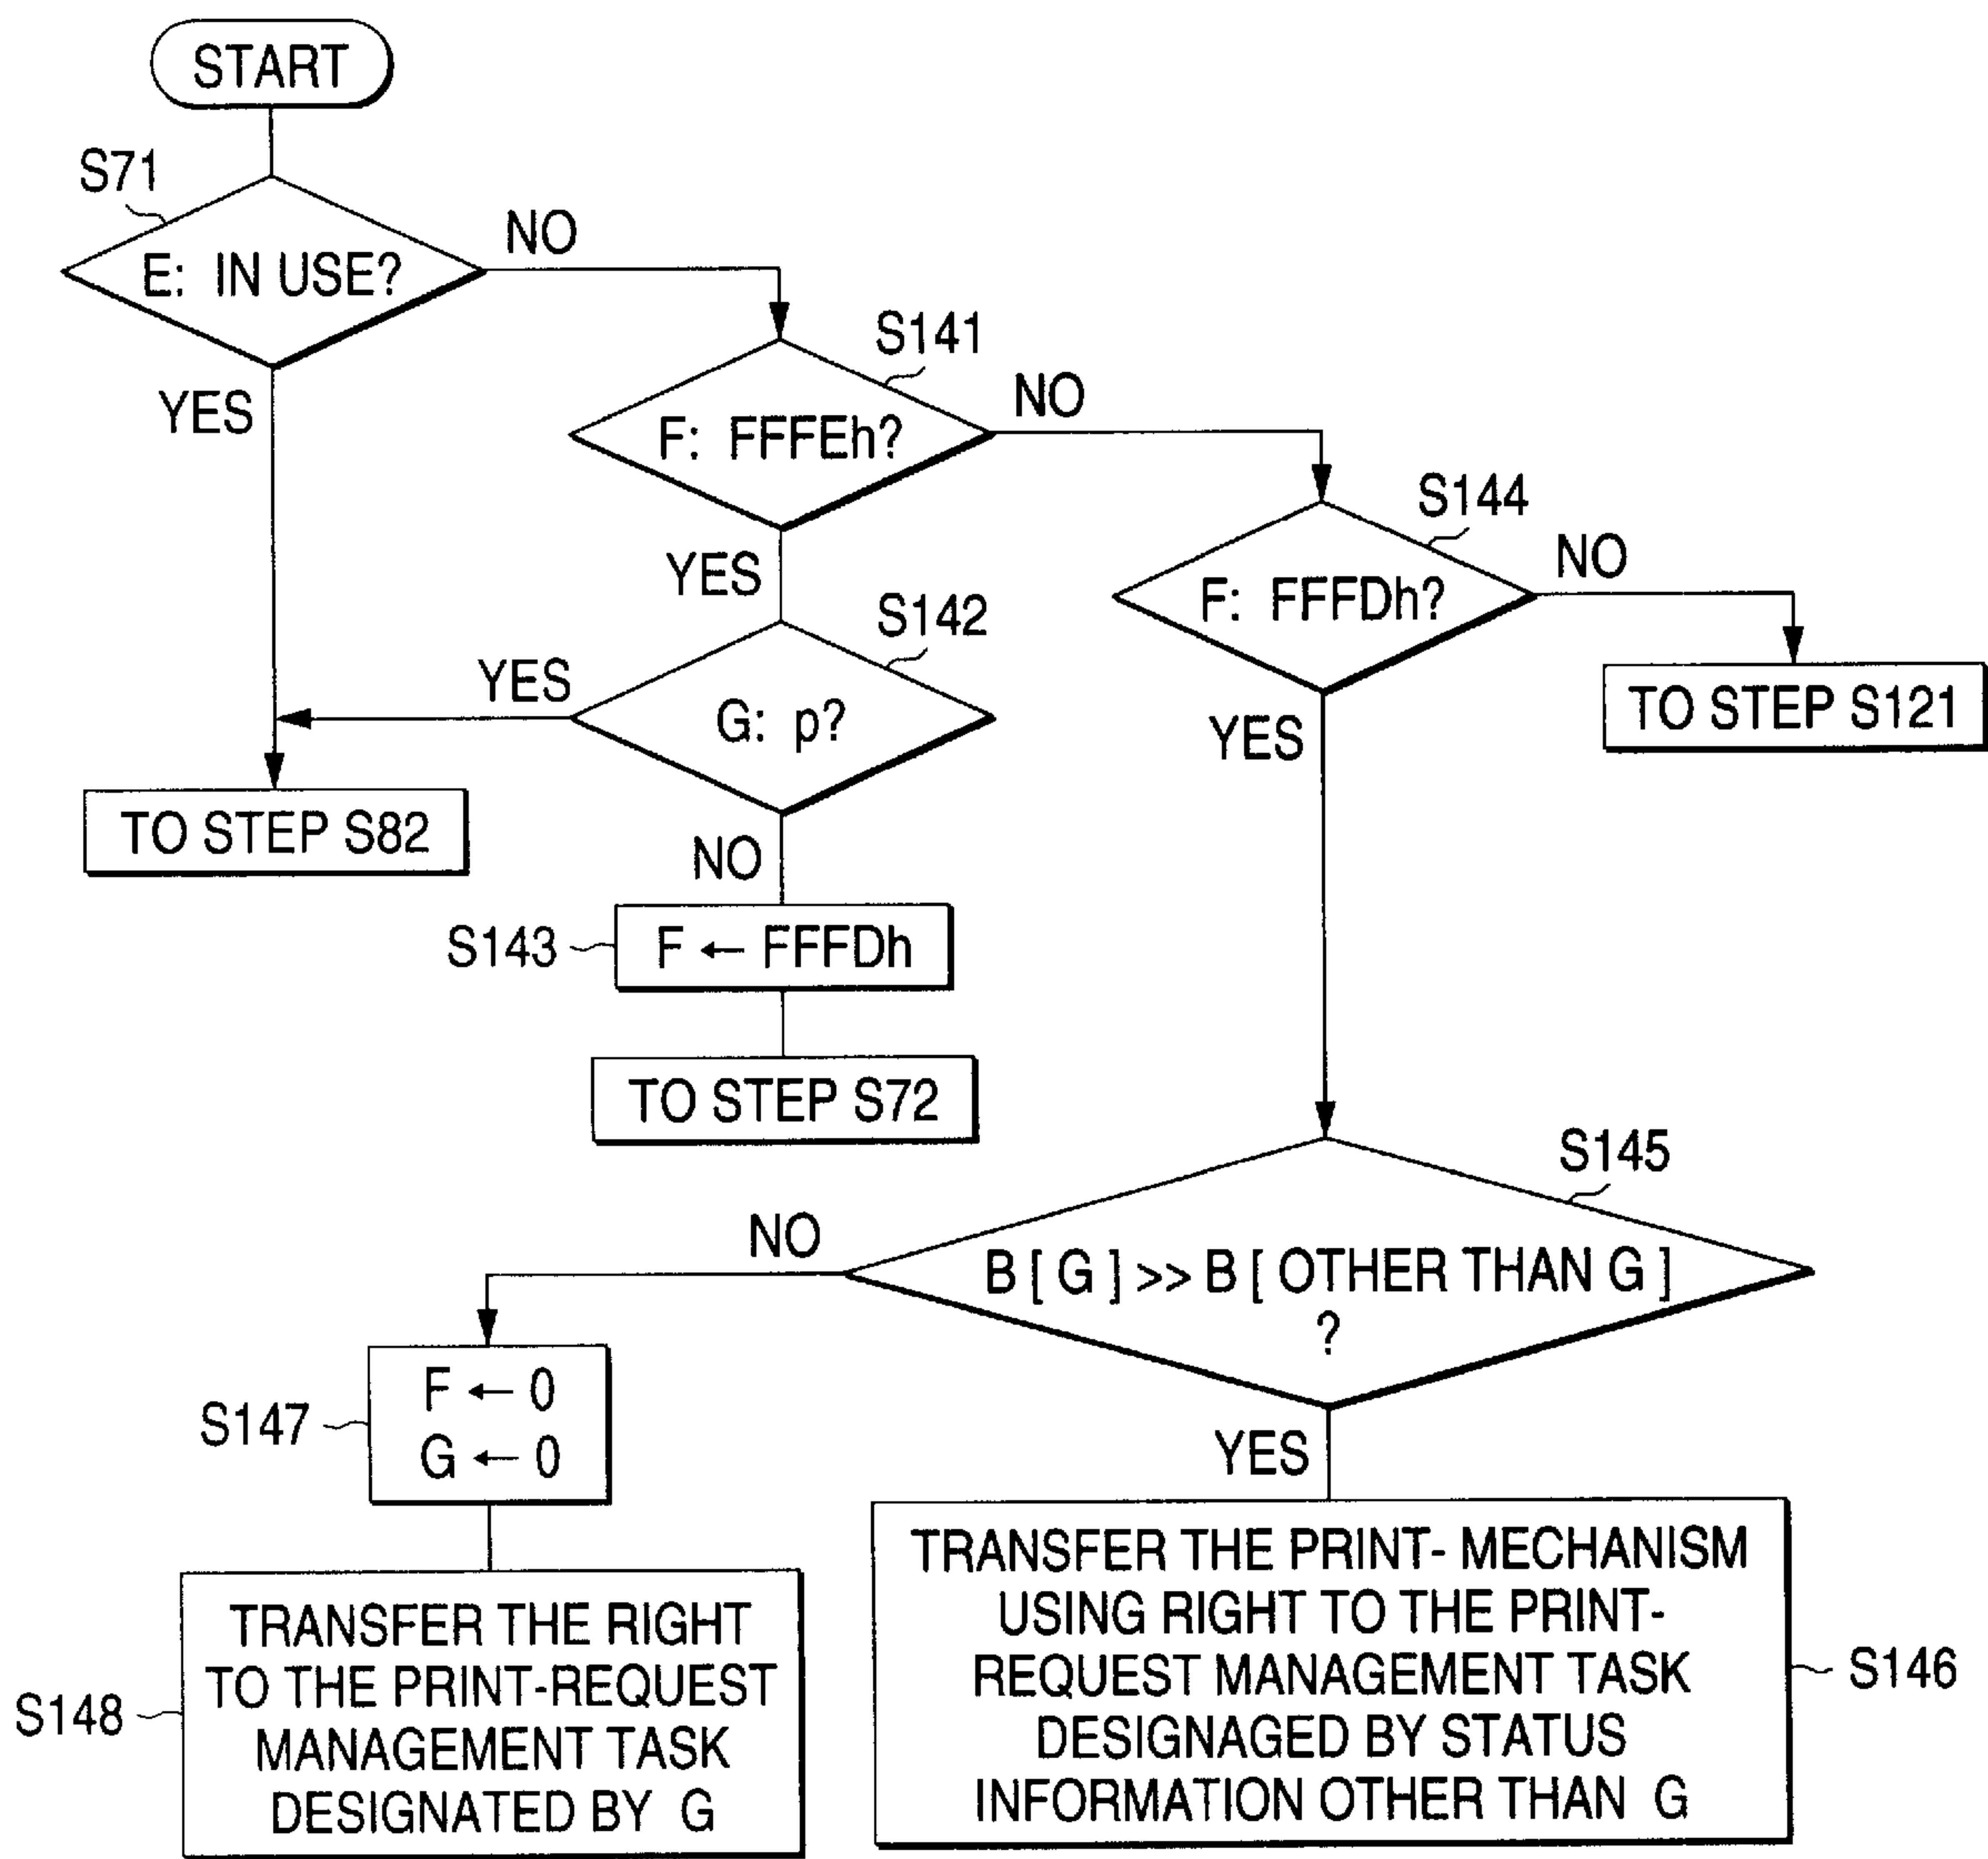 START
S71
E: IN USE?
NO
YES
S141
F: FFFEh?
NO
YES
S144
F: FFFDh?
NO
YES
TO STEP S121
S142
G: p?
YES
NO
TO STEP S82
S143
F ← FFFDh
TO STEP S72
S145
B [ G ] >> B [ OTHER THAN G ]
?
NO
YES
S147
F ← 0
G ← 0
S148
TRANSFER THE RIGHT
TO THE PRINT-REQUEST
MANAGEMENT TASK
DESIGNATED BY G
TRANSFER THE PRINT- MECHANISM
USING RIGHT TO THE PRINT-
REQUEST MANAGEMENT TASK
DESIGNAGED BY STATUS
INFORMATION OTHER THAN G
S146